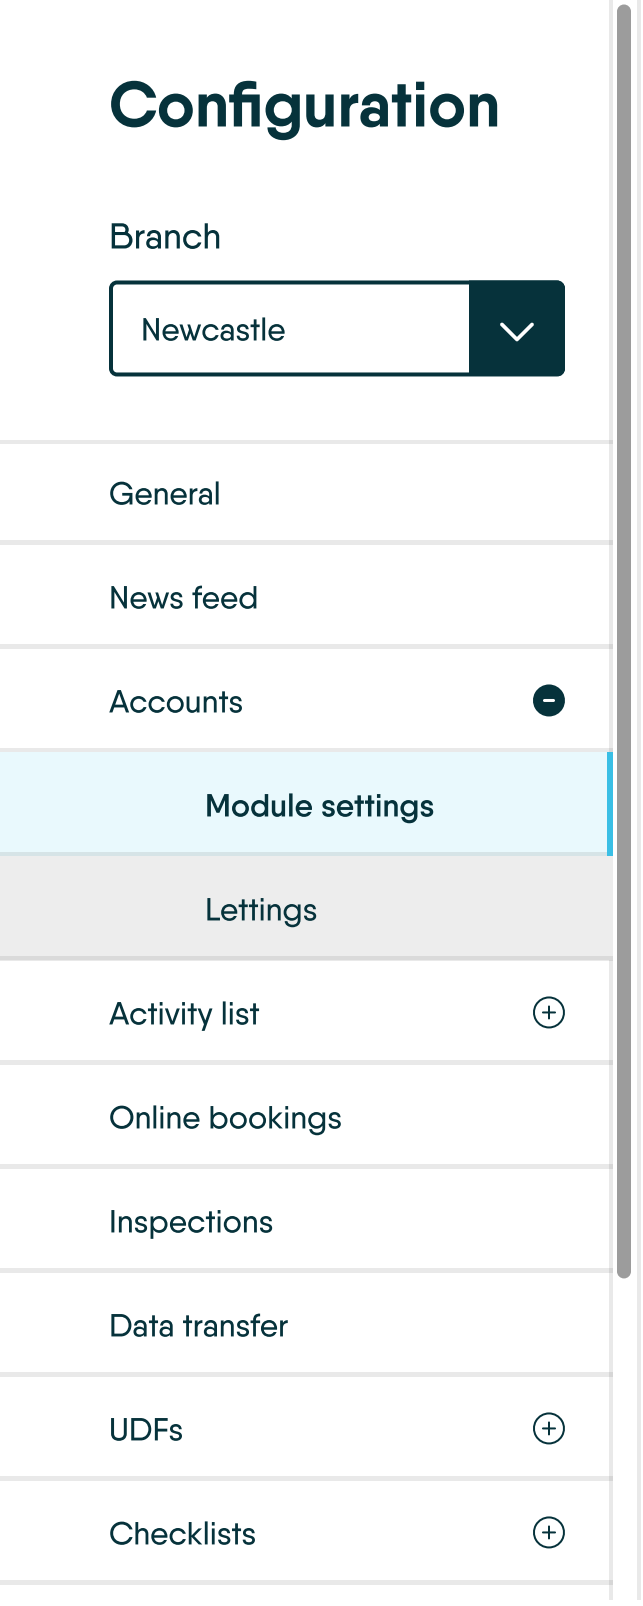 Configuration
Branch
Newcastle
General
News feed
Accounts
Module settings
Lettings
Activity list
Online bookings
Inspections
Data transfer
UDFs
Checklists